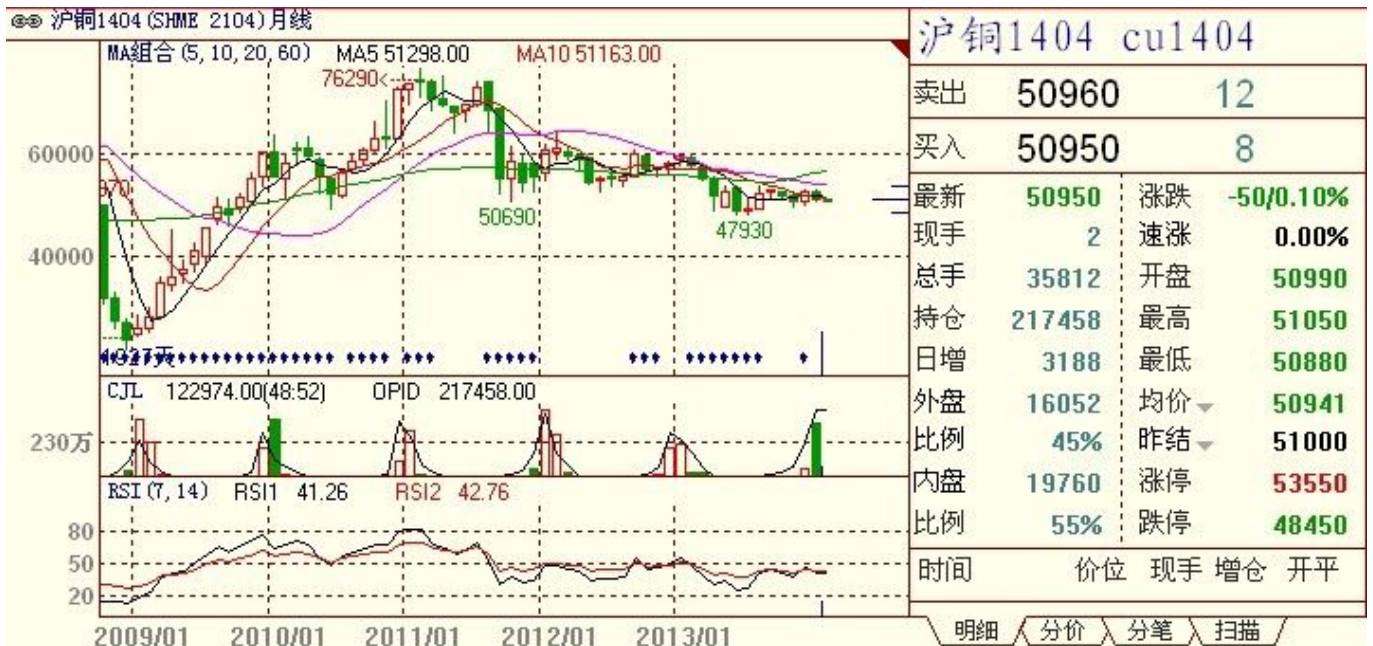 沪铜1404(SHME 2104)月线
MA组合(5,10,20,60) MA5 51298.00 MA10 51163.00
76290
60000
50690
47930
40000
CJL 122974.00(48:52) OPID 217458.00
230万
RSI(7,14) RSI1 41.26 RSI2 42.76
80
50
20
2009/01 2010/01 2011/01 2012/01 2013/01
沪铜1404 cu1404
卖出 50960 12
买入 50950 8
最新 50950 涨跌 -50/0.10%
现手 2 速涨 0.00%
总手 35812 开盘 50990
持仓 217458 最高 51050
日增 3188 最低 50880
外盘 16052 均价 50941
比例 45% 昨结 51000
内盘 19760 涨停 53550
比例 55% 跌停 48450
时间 价位 现手 增仓 开平
明细 分价 分笔 扫描